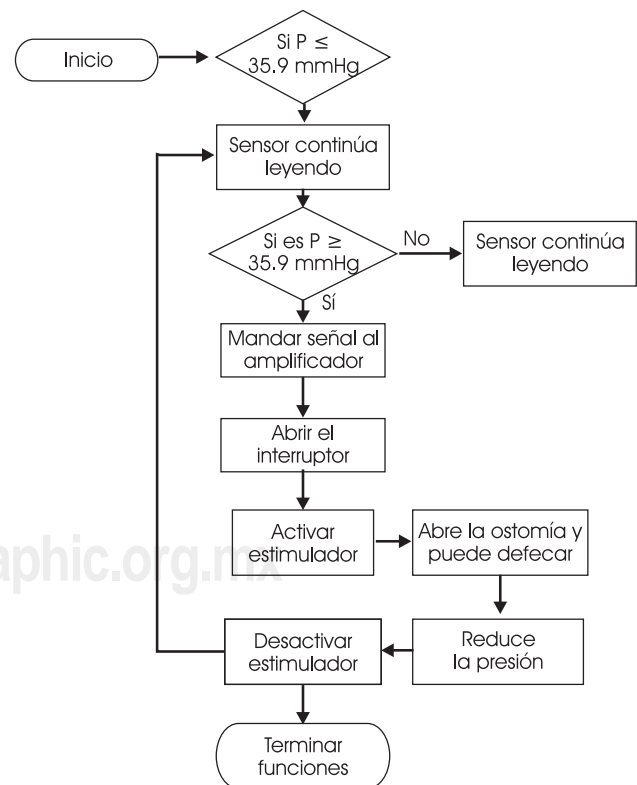 Inicio
Si P ≤
35.9 mmHg
Sensor continúa
leyendo
Si es P ≥
35.9 mmHg
No
Sensor continúa
leyendo
Sí
Mandar señal al
amplificador
Abrir el
interruptor
Activar
estimulador
Abre la ostomía y
puede defecar
aphic.org.mx
Desactivar
estimulador
Reduce
la presión
Terminar
funciones